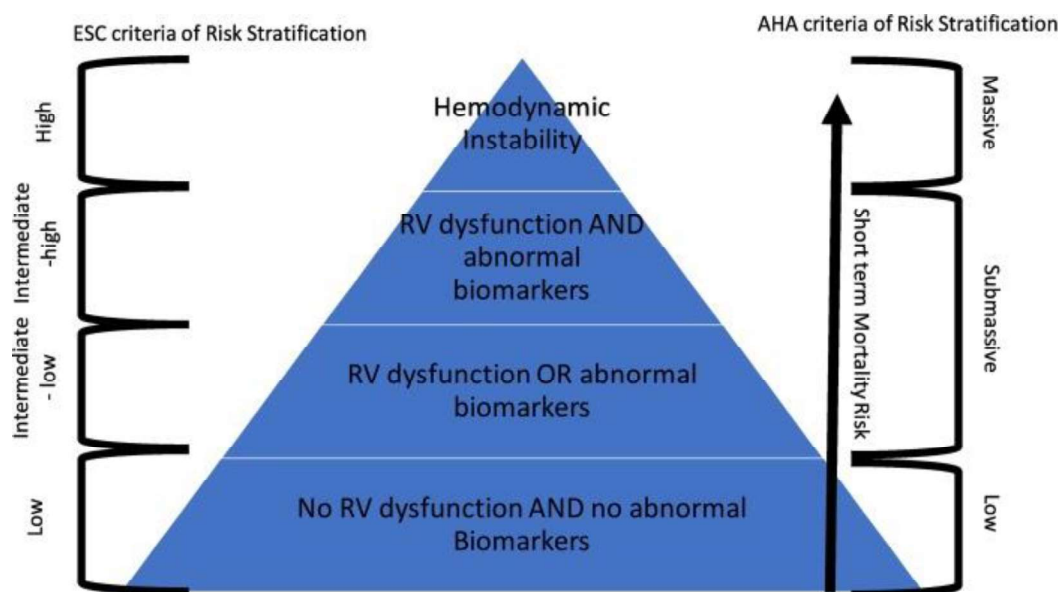 ESC criteria of Risk Stratification
AHA criteria of Risk Stratification
High
Intermediate
-high
Intermediate
- low
Low
Hemodynamic
Instability
RV dysfunction AND
abnormal
biomarkers
RV dysfunction OR abnormal
biomarkers
No RV dysfunction AND no abnormal
Biomarkers
Short term Mortality Risk
Massive
Submassive
Low